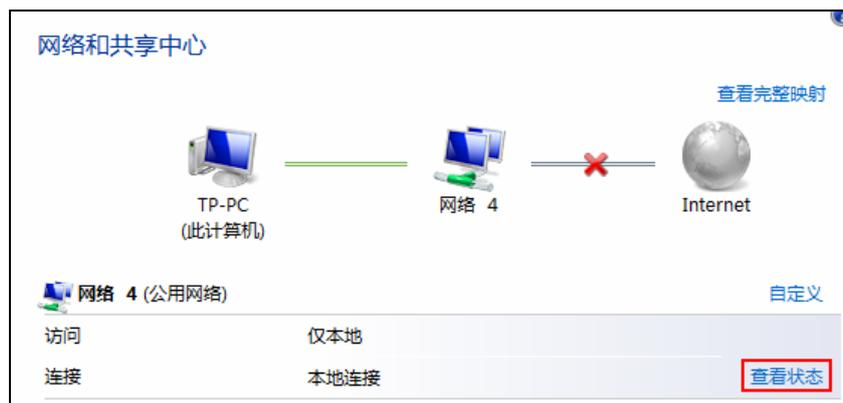 网络和共享中心
查看完整映射
TP-PC
(此计算机)
网络 4
Internet
网络 4 (公用网络)
自定义
访问 仅本地
连接 本地连接 查看状态